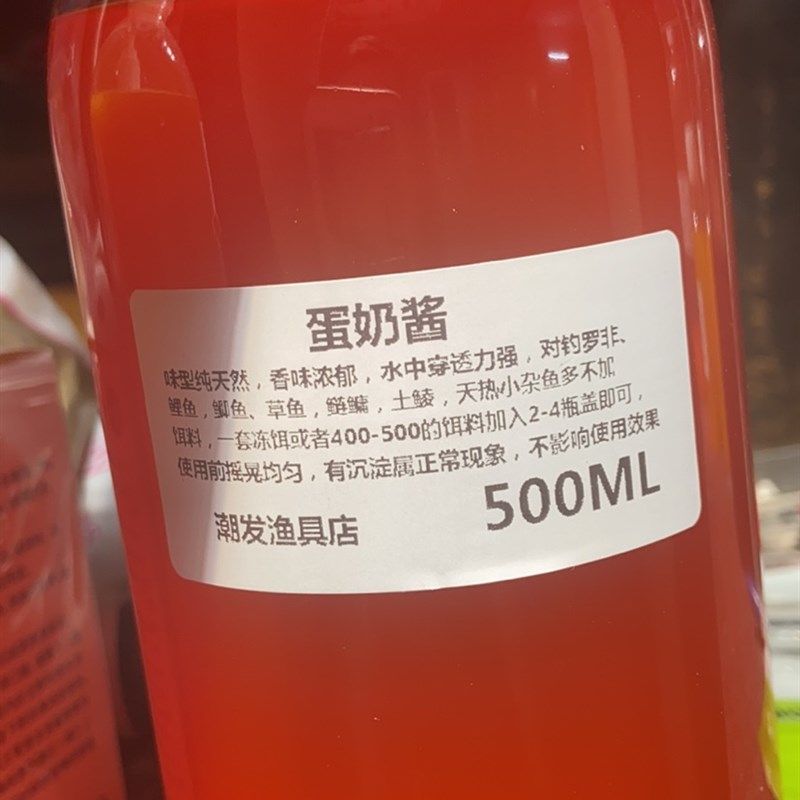 蛋奶酱
味型纯天然，香味浓郁，水中穿透力强，对钓罗非、
鲤鱼，鲫鱼、草鱼，鲢鳙，土鲮，天热小杂鱼多不加
饵料，一套冻饵或者400-500的饵料加入2-4瓶盖即可，
使用前摇晃均匀，有沉淀属正常现象，不影响使用效果
潮发渔具店
500ML